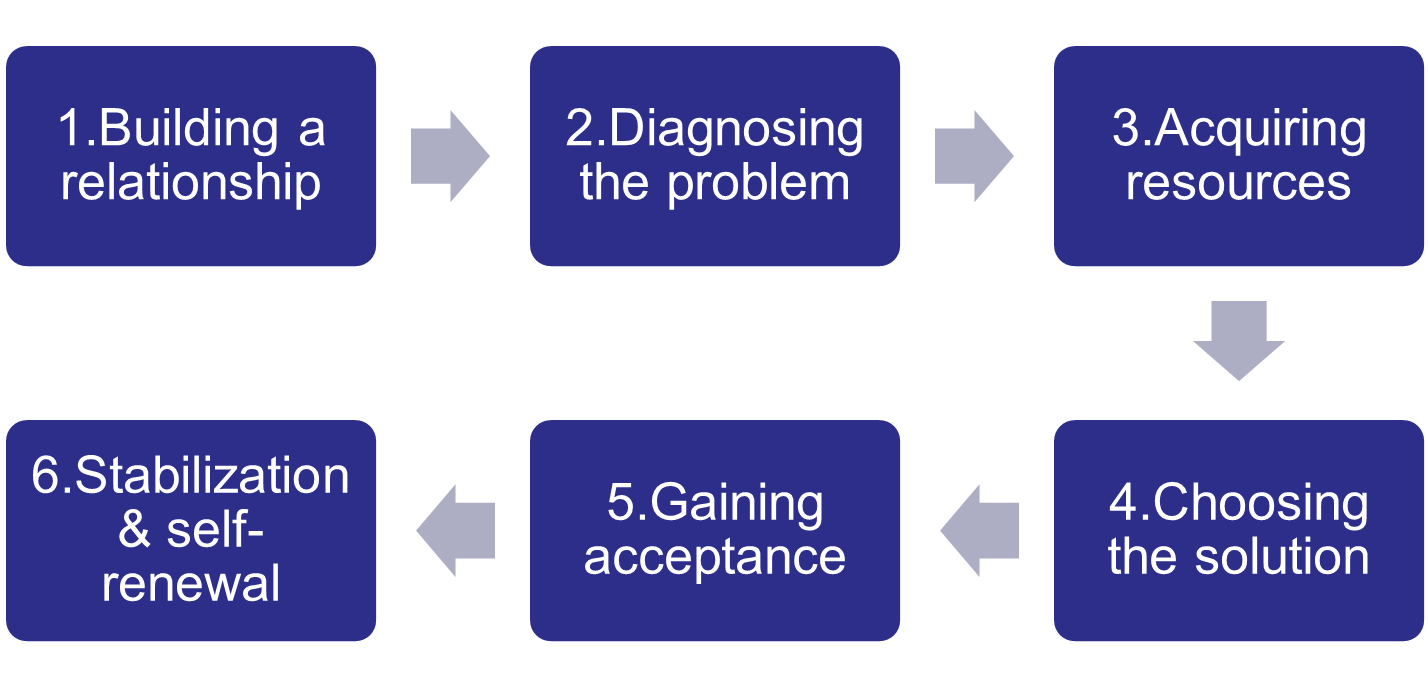 1.Building a
relationship
2.Diagnosing
the problem
3.Acquiring
resources
4.Choosing
the solution
5.Gaining
acceptance
6.Stabilization
& self-
renewal